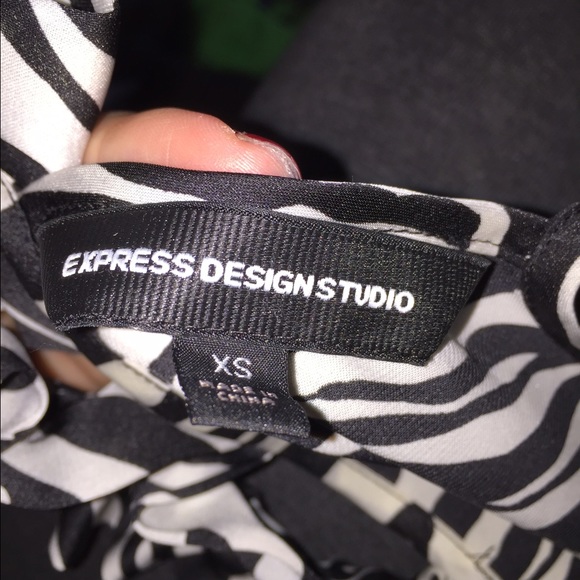 EXPRESS DESIGN STUDIO
XS
MADE IN
CHINA